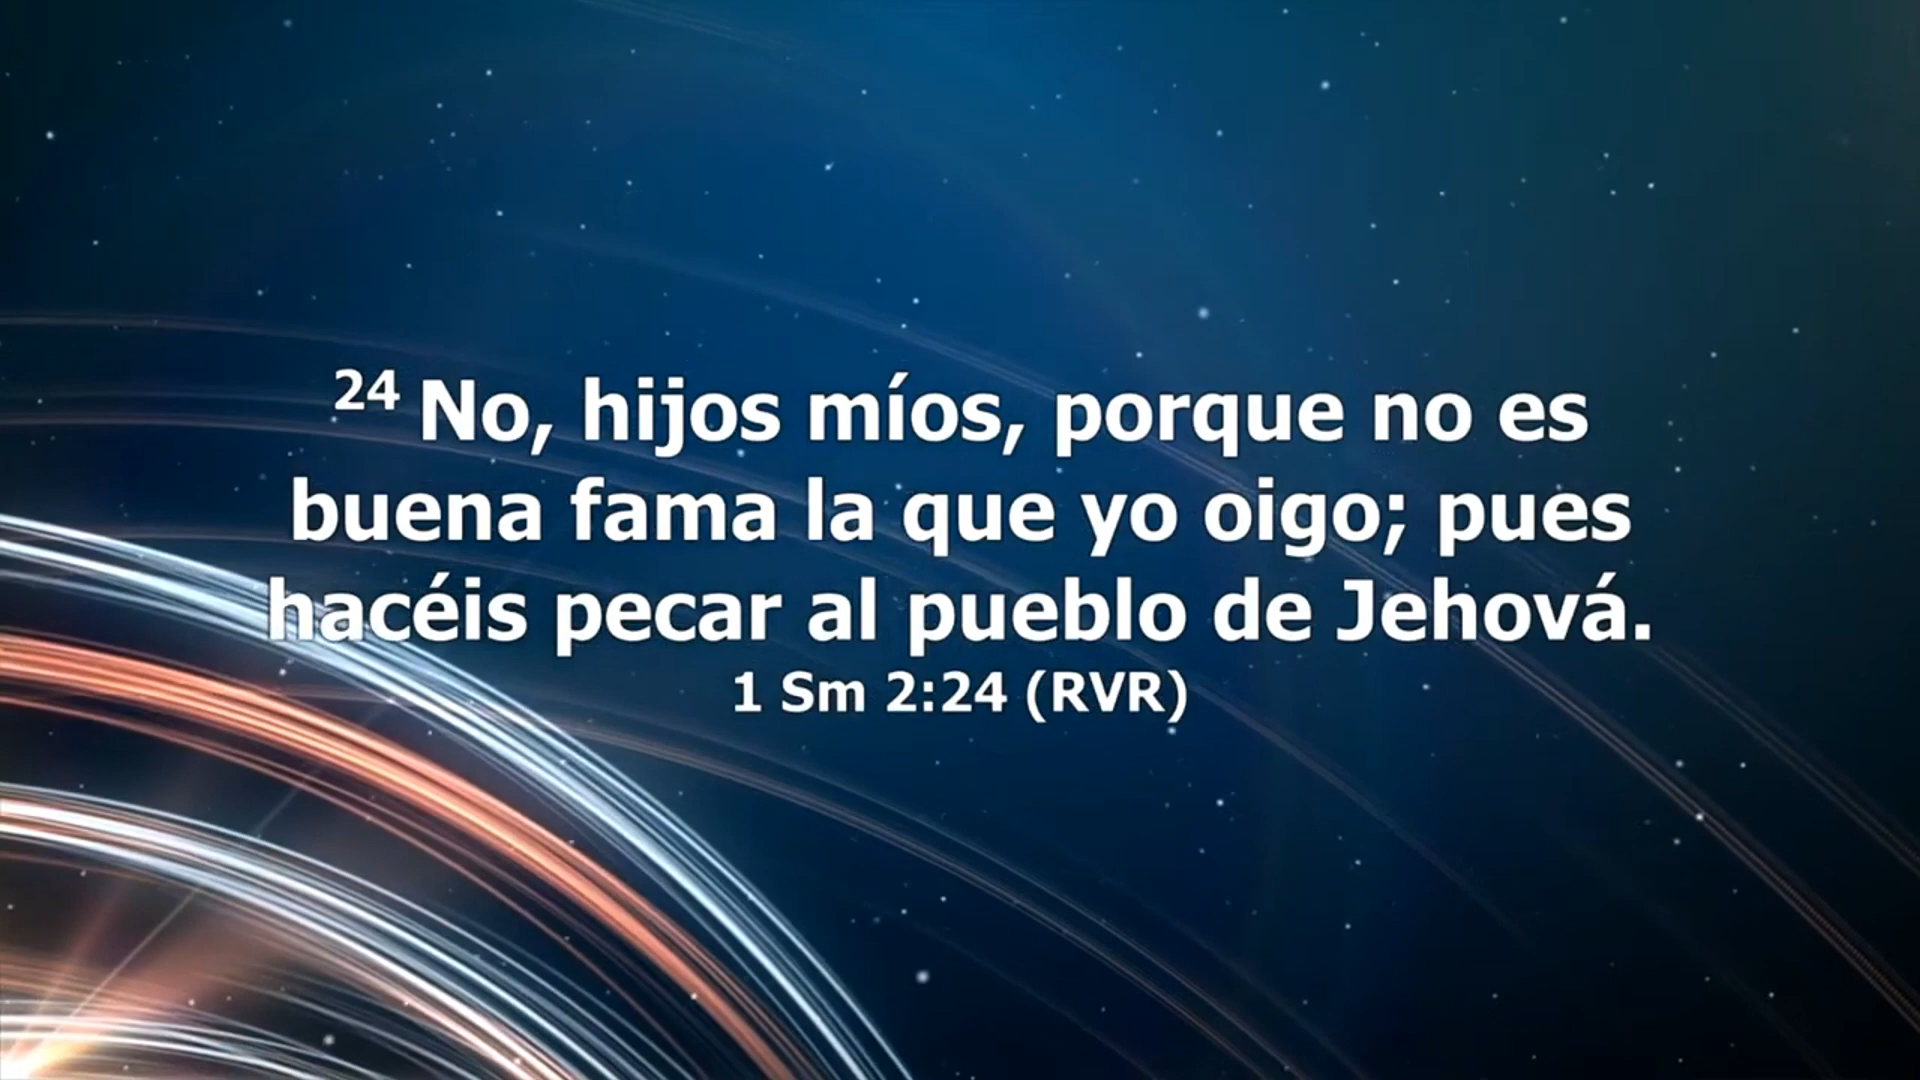 24 No, hijos míos, porque no es
buena fama la que yo oigo; pues
hacéis pecar al pueblo de Jehová.
1 Sm 2:24 (RVR)